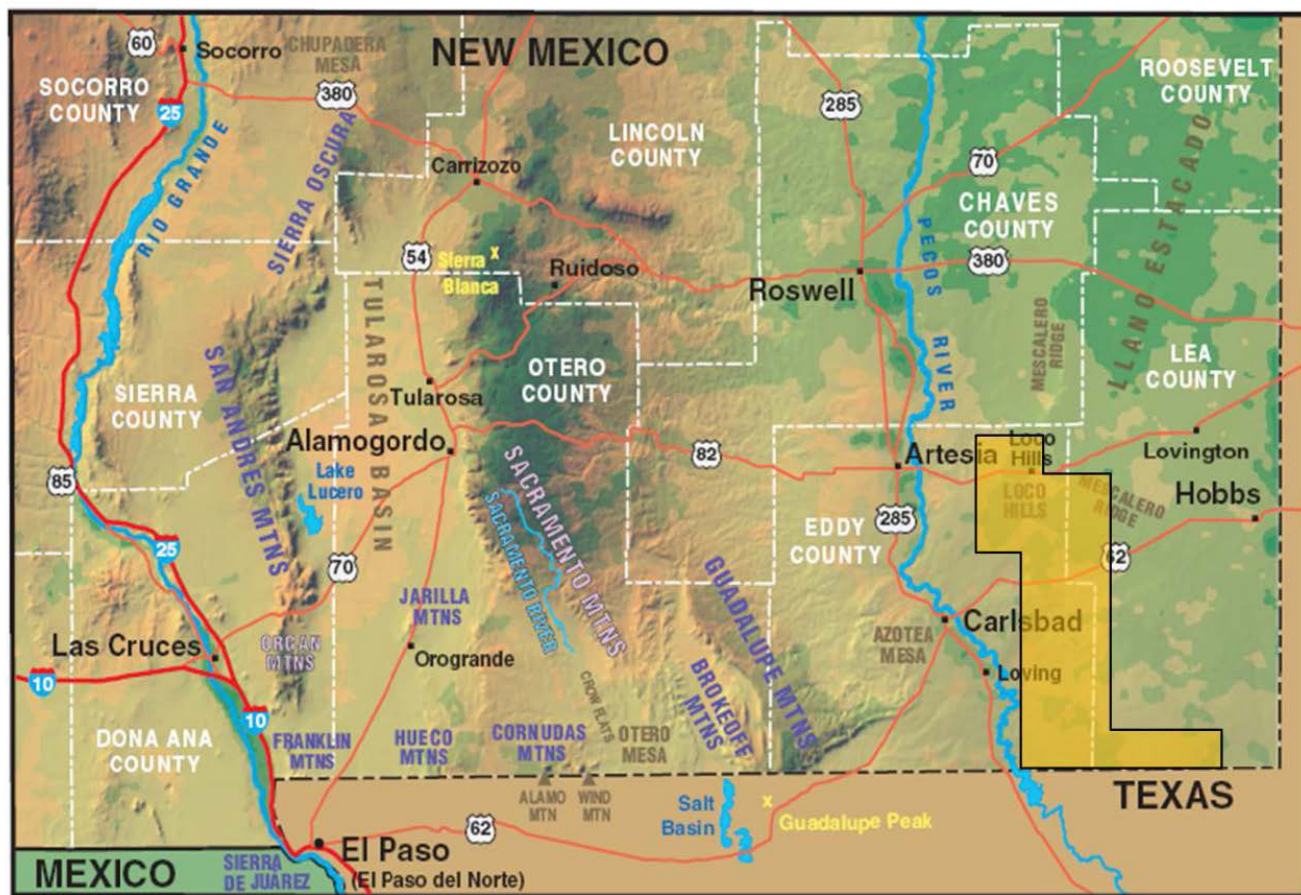 NEW MEXICO
60
Socorro
CHUPADERA
MESA
SOCORRO
COUNTY
25
380
RIO GRANDE
SIERRA OSCURA
Carrizozo
LINCOLN
COUNTY
285
ROOSEVELT
COUNTY
70
CHAVES
COUNTY
PECOS
RIVER
380
LLANO ESTACADO
54
Sierra
Blanca
x
Ruidoso
Roswell
MESCALERO
RIDGE
LEA
COUNTY
TULAROSA BASIN
SIERRA
COUNTY
SAN ANDRES MTNS
OTERO
COUNTY
Tularosa
Alamogordo
Lake
Lucero
85
82
Artesia
Loco
Hills
LOCO
HILLS
Lovington
MESCALERO
RIDGE
Hobbs
SACRAMENTO MTNS
SACRAMENTO RIVER
285
EDDY
COUNTY
62
25
70
JARILLA
MTNS
GUADALUPE MTNS
Carlsbad
AZOTEA
MESA
Las Cruces
ORGAN
MTNS
Orogrande
Loving
10
10
CROW FLATS
BROKEOFF
MTNS
DONA ANA
COUNTY
FRANKLIN
MTNS
HUECO
MTNS
CORNUDAS
MTNS
OTERO
MESA
ALAMO
MTN
WIND
MTN
Salt
Basin
x
Guadalupe Peak
TEXAS
62
El Paso
(El Paso del Norte)
MEXICO
SIERRA
DE JUÁREZ